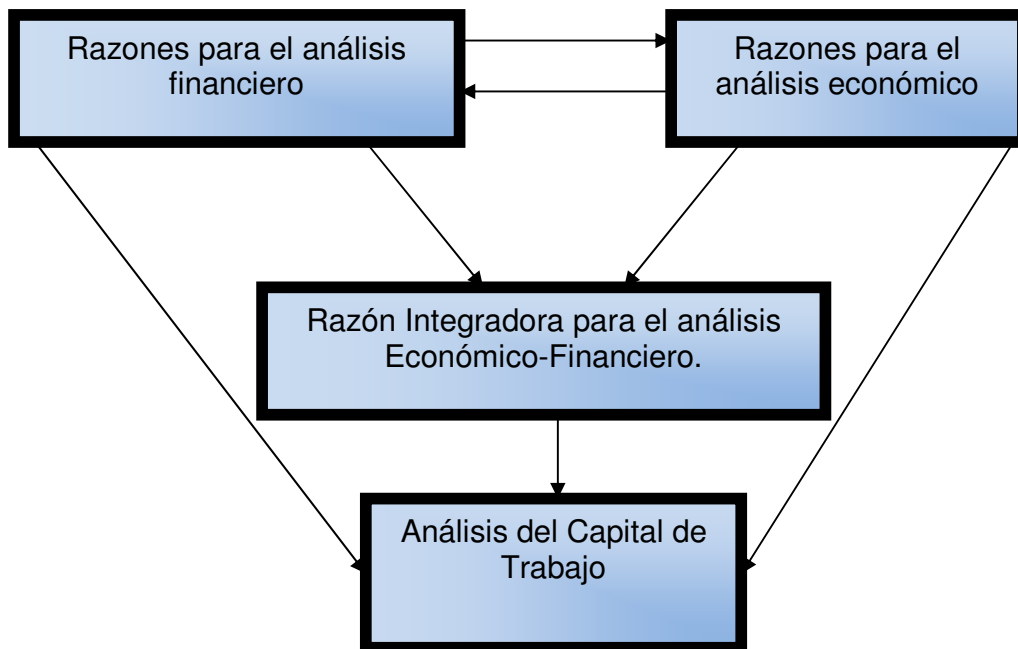 Razones para el análisis
financiero
Razones para el
análisis económico
Razón Integradora para el análisis
Económico-Financiero.
Análisis del Capital de
Trabajo